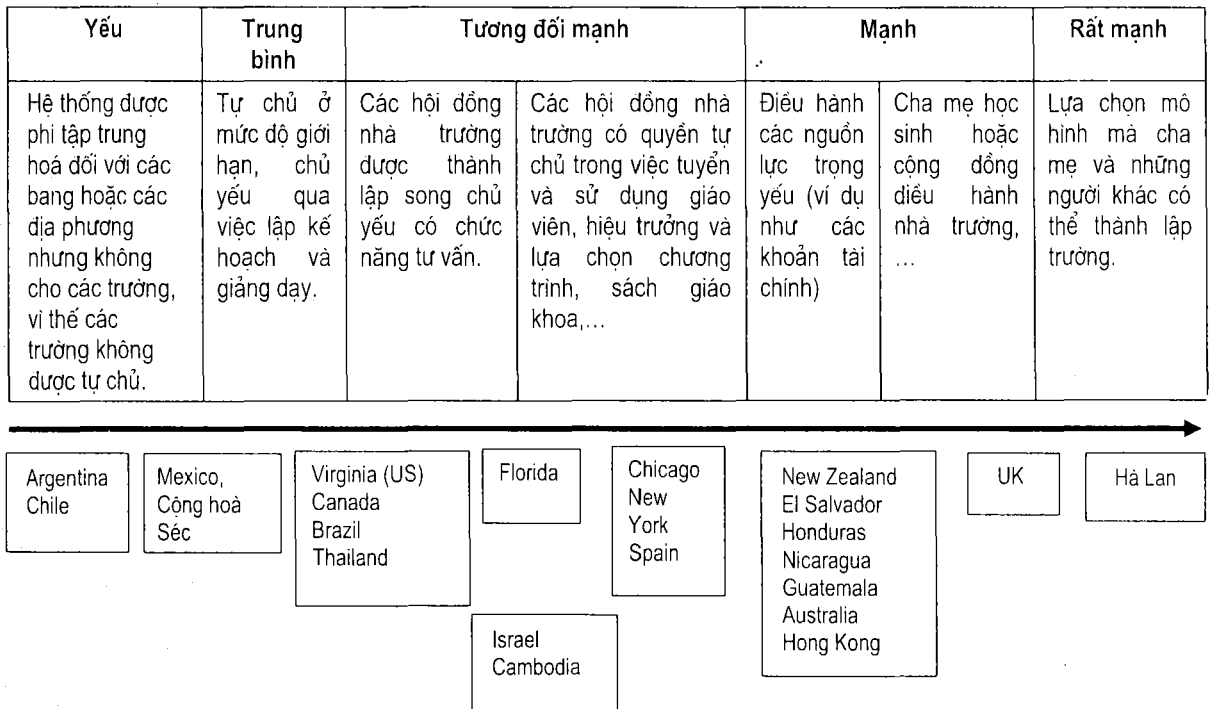 Yếu
Trung
bình
Tương đối mạnh
Mạnh
Rất mạnh
Hệ thống được
phi tập trung
hoá đối với các
bang hoặc các
địa phương
nhưng không
cho các trường,
vì thế các
trường không
được tự chủ.
Tự chủ ở
mức độ giới
hạn, chủ
yếu qua
việc lập kế
hoạch và
giảng dạy.
Các hội đồng
nhà trường
được thành
lập song chủ
yếu có chức
năng tư vấn.
Các hội đồng nhà
trường có quyền tự
chủ trong việc tuyển
và sử dụng giáo
viên, hiệu trưởng và
lựa chọn chương
trình, sách giáo
khoa,...
Điều hành
các nguồn
lực trọng
yếu (ví dụ
như các
khoản tài
chính)
Cha mẹ học
sinh hoặc
cộng đồng
điều hành
nhà trường,
...
Lựa chọn mô
hình mà cha
mẹ và những
người khác có
thể thành lập
trường.
Argentina
Chile
Mexico,
Cộng hoà
Séc
Virginia (US)
Canada
Brazil
Thailand
Florida
Israel
Cambodia
Chicago
New
York
Spain
New Zealand
El Salvador
Honduras
Nicaragua
Guatemala
Australia
Hong Kong
UK
Hà Lan